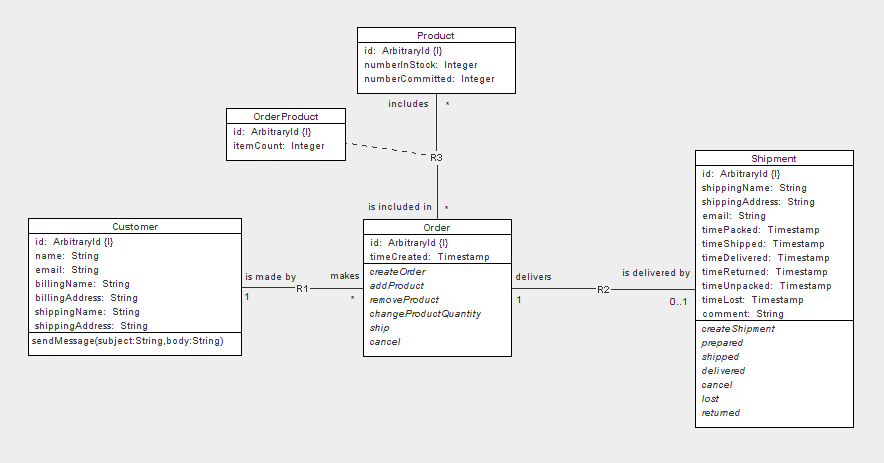 Product
id: ArbitraryId {I}
numberInStock: Integer
numberCommitted: Integer
includes
*
OrderProduct
id: ArbitraryId {I}
itemCount: Integer
R3
is included in
*
Customer
id: ArbitraryId {I}
name: String
email: String
billingName: String
billingAddress: String
shippingName: String
shippingAddress: String
sendMessage(subject:String,body:String)
is made by
1
R1
makes
*
Order
id: ArbitraryId {I}
timeCreated: Timestamp
createOrder
addProduct
removeProduct
changeProductQuantity
ship
cancel
delivers
1
R2
is delivered by
0..1
Shipment
id: ArbitraryId {I}
shippingName: String
shippingAddress: String
email: String
timePacked: Timestamp
timeShipped: Timestamp
timeDelivered: Timestamp
timeReturned: Timestamp
timeUnpacked: Timestamp
timeLost: Timestamp
comment: String
createShipment
prepared
shipped
delivered
cancel
lost
returned